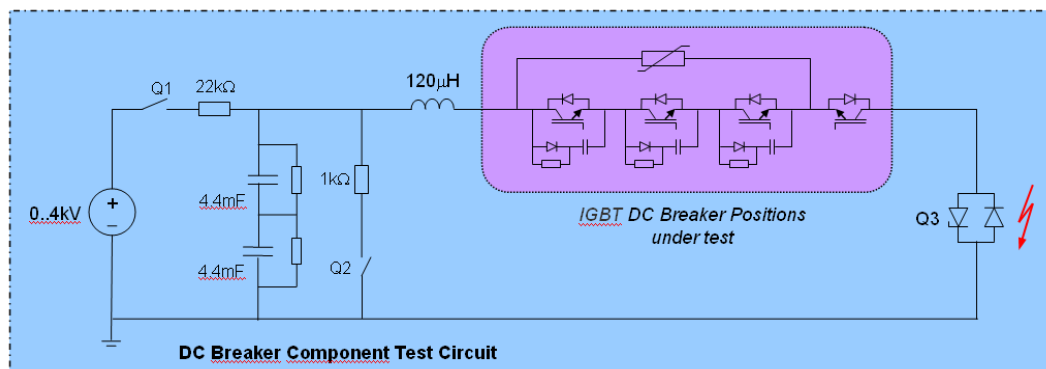 Q1
22kΩ
120µH
1kΩ
4.4mF
0..4kV
+
−
4.4mF
Q2
IGBT DC Breaker Positions
under test
Q3
DC Breaker Component Test Circuit